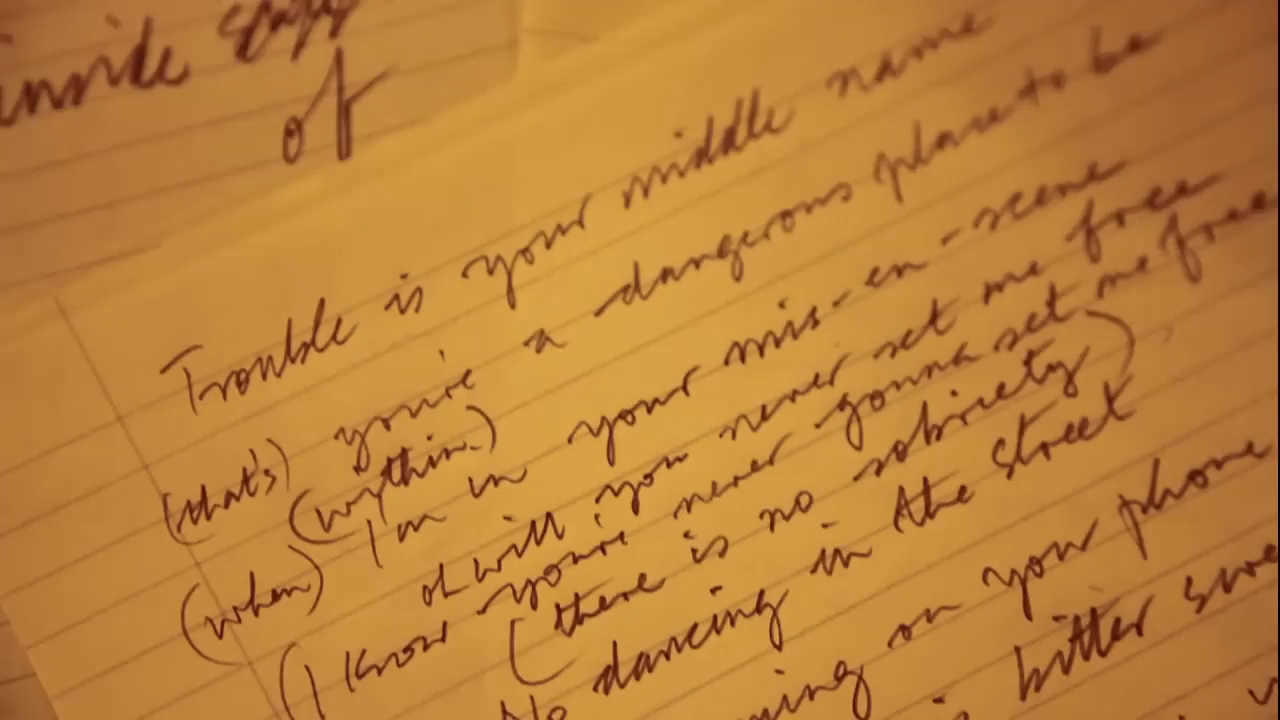 inside
of
Trouble is your middle name
(that's) you're a dangerous place to be
(within)
(when) I'm in your mis-en-scene
oh will you never set me free
(I know you're never gonna set me free
(there is no sobriety)
No dancing in the street
on your phone
is bitter